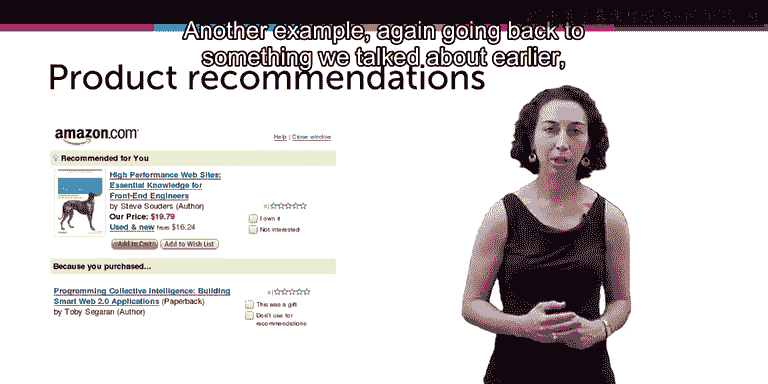 Another example, again going back to
something we talked about earlier,
Product recommendations
amazon.com
Help | Close window
Recommended for You
High Performance Web Sites:
Essential Knowledge for
Front-End Engineers
by Steve Souders (Author)
Our Price: $19.79
Used & new from $16.24
Add to Cart
Add to Wish List
I own it
Not interested
Because you purchased...
Programming Collective Intelligence: Building
Smart Web 2.0 Applications (Paperback)
by Toby Segaran (Author)
This was a gift
Don't use for
recommendations